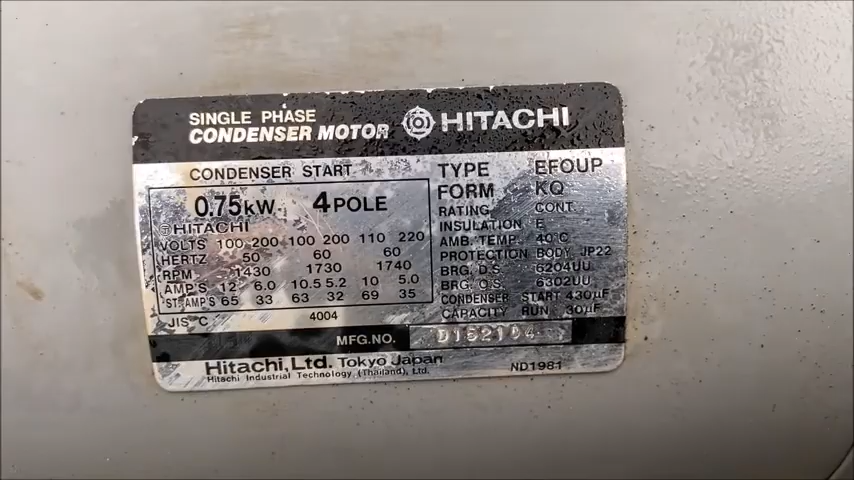 SINGLE PHASE
CONDENSER MOTOR HITACHI
CONDENSER START
0.75kW 4 POLE
HITACHI
VOLTS 100 200 100 200 110 220
HERTZ 50 60 60
RPM 1430 1730 1740
AMP'S 12 6.0 10.5 5.2 10 5.0
ST. AMP'S 65 33 63 32 69 35
JIS C 4004
TYPE EFOUP
FORM KQ
RATING CONT.
INSULATION E
AMB. TEMP. 40°C
PROTECTION BODY JP22
BRG. D.S. 6204UU
BRG. O.S. 6302UU
CONDENSER START 430µF
CAPACITY RUN 30µF
MFG.NO. D152104
Hitachi, Ltd. Tokyo Japan
Hitachi Industrial Technology (Thailand), Ltd.
ND1981